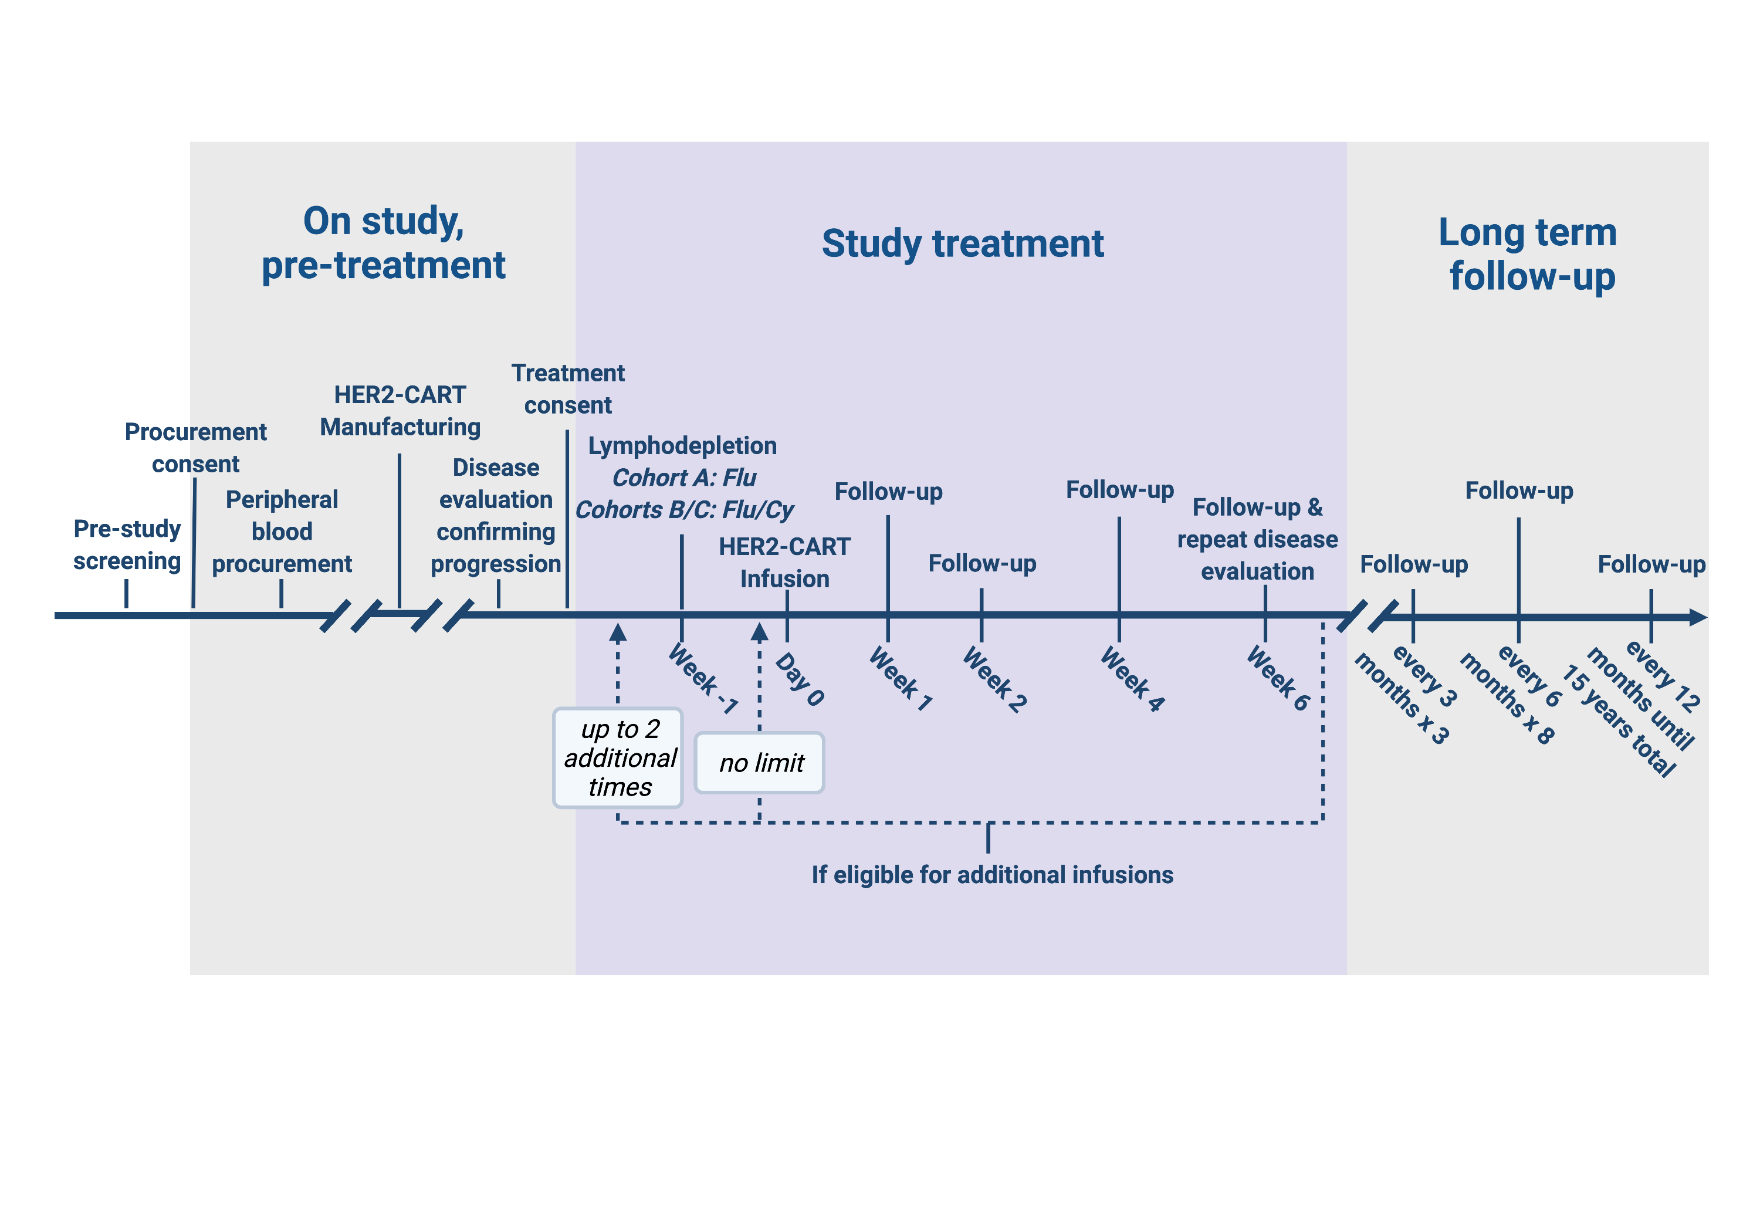 On study,
pre-treatment
Study treatment
Long term
follow-up
Pre-study
screening
Procurement
consent
Peripheral
blood
procurement
HER2-CART
Manufacturing
Disease
evaluation
confirming
progression
Treatment
consent
Lymphodepletion
Cohort A: Flu
Cohorts B/C: Flu/Cy
HER2-CART
Infusion
Follow-up
Follow-up
Follow-up
Follow-up &
repeat disease
evaluation
Follow-up
Follow-up
Follow-up
Week -1
Day 0
Week 1
Week 2
Week 4
Week 6
every 3
months x 3
every 6
months x 8
every 12
months until
15 years total
up to 2
additional
times
no limit
If eligible for additional infusions